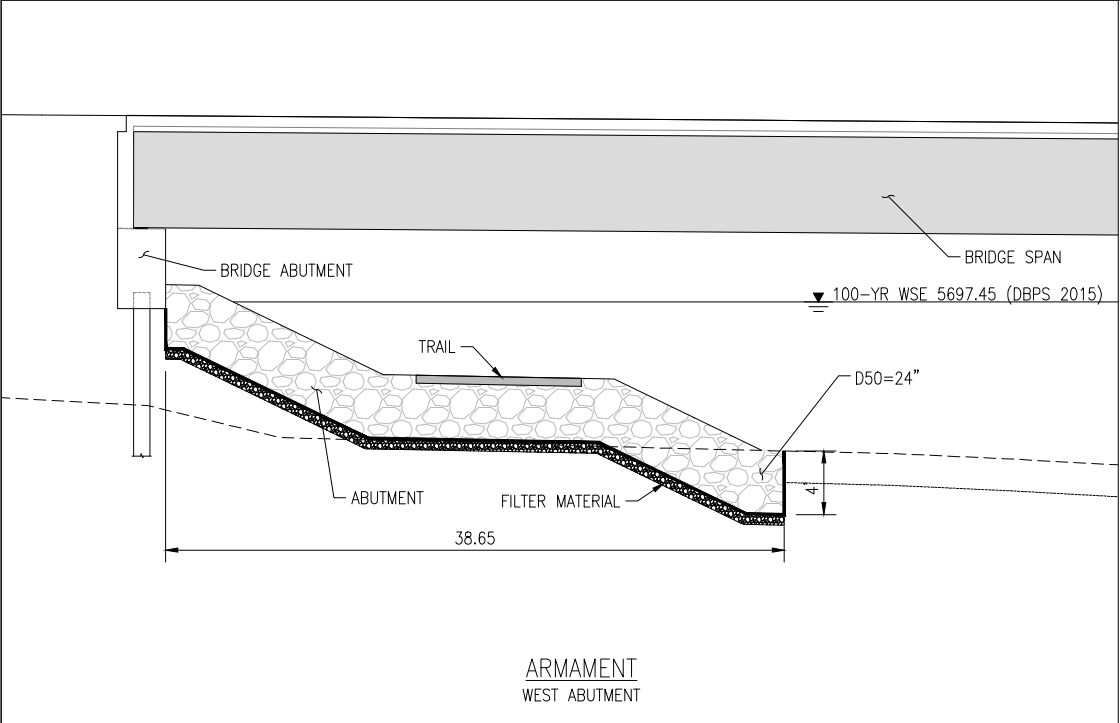 BRIDGE SPAN
BRIDGE ABUTMENT
100-YR WSE 5697.45 (DBPS 2015)
TRAIL
D50=24"
4'
ABUTMENT
FILTER MATERIAL
38.65
ARMAMENT
WEST ABUTMENT